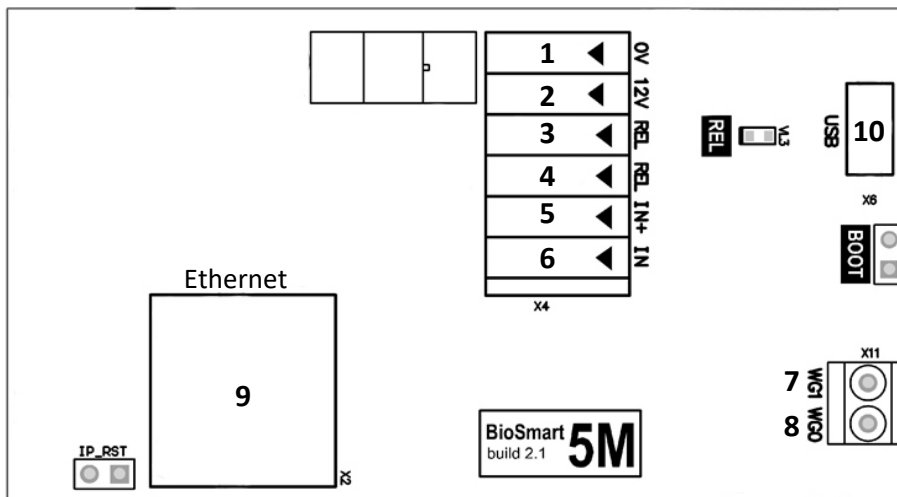 1 0V
2 12V
3 REL
4 REL
5 IN+
6 IN
X4
REL
VL3
USB
10
X6
BOOT
Ethernet
9
X2
IP_RST
BioSmart
build 2.1
5M
X11
7 WG1
8 WG0